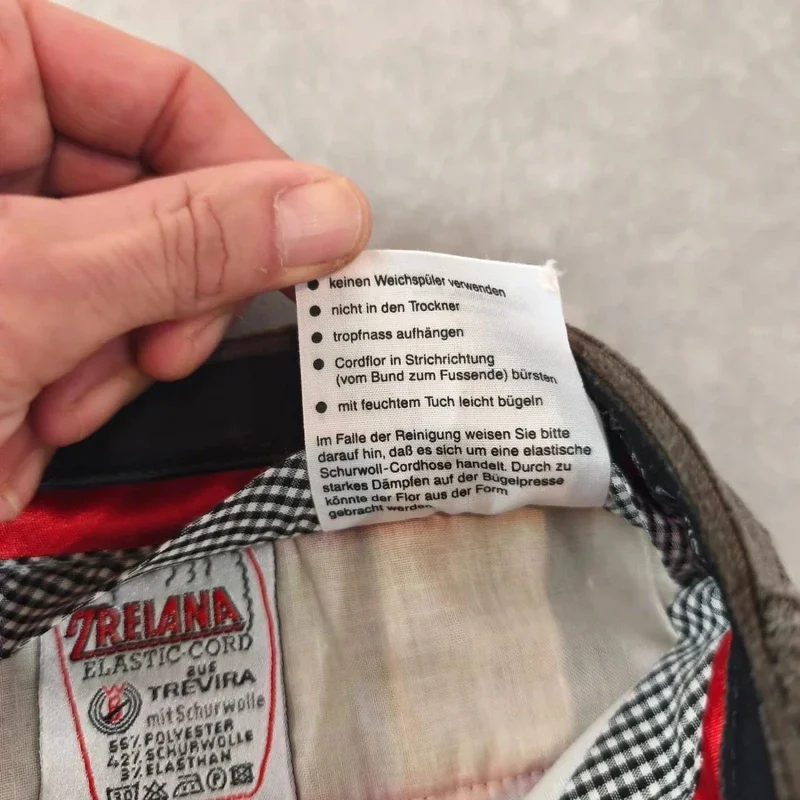 keinen Weichspüler verwenden
nicht in den Trockner
tropfnass aufhängen
Cordflor in Strichrichtung
(vom Bund zum Fussende) bürsten
mit feuchtem Tuch leicht bügeln
Im Falle der Reinigung weisen Sie bitte
darauf hin, daß es sich um eine elastische
Schurwoll-Cordhose handelt. Durch zu
starkes Dämpfen auf der Bügelpresse
könnte der Flor aus der Form
gebracht werden
ZRELANA
ELASTIC-CORD
aus
TREVIRA
mit Schurwolle
55% POLYESTER
42% SCHURWOLLE
3% ELASTHAN
30